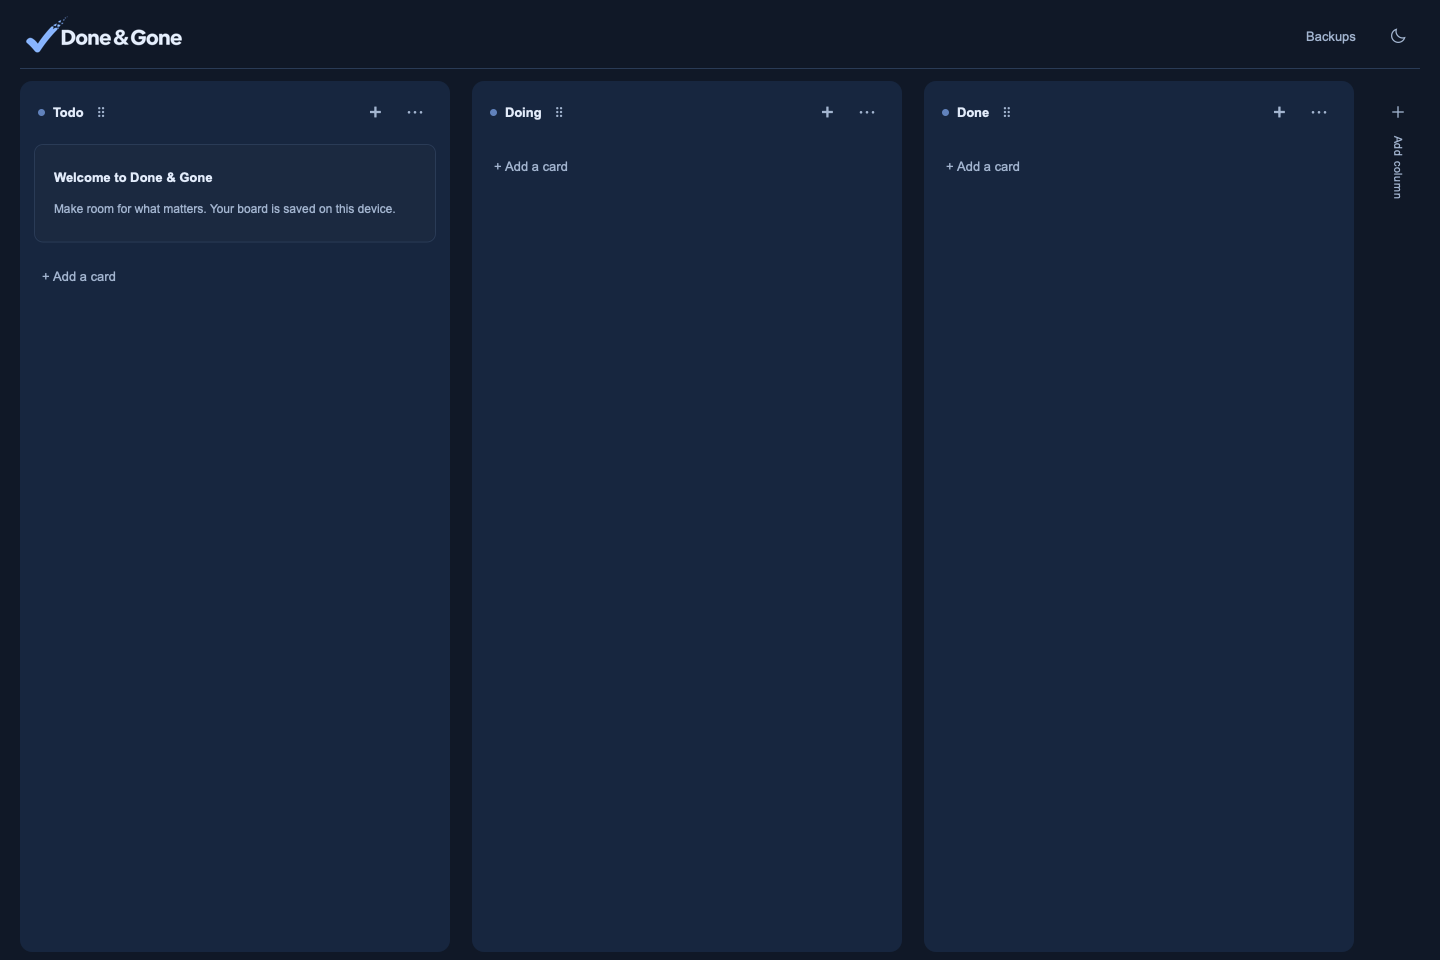 Done & Gone
Backups
Todo
Welcome to Done & Gone
Make room for what matters. Your board is saved on this device.
+ Add a card
Doing
+ Add a card
Done
+ Add a card
Add column